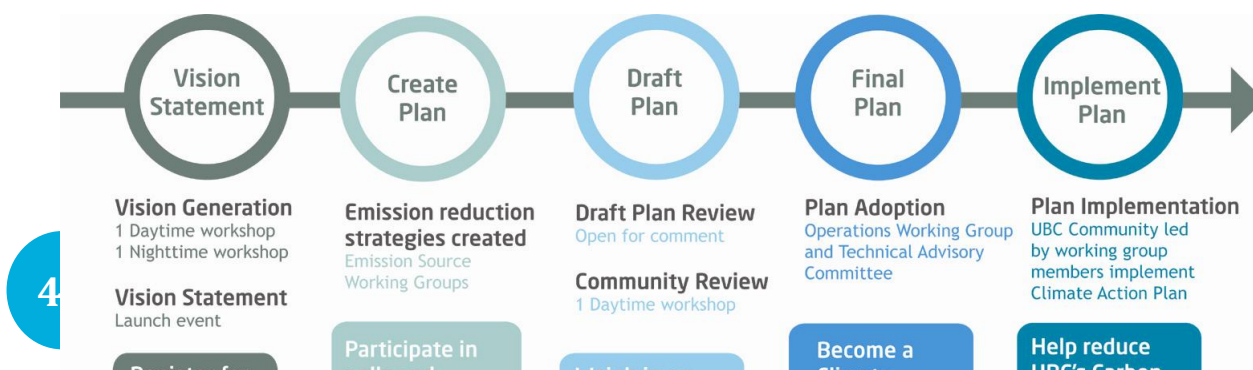 Vision
Statement
Create
Plan
Draft
Plan
Final
Plan
Implement
Plan
Vision Generation
1 Daytime workshop
1 Nighttime workshop
Vision Statement
Launch event
Emission reduction
strategies created
Emission Source
Working Groups
Draft Plan Review
Open for comment
Community Review
1 Daytime workshop
Plan Adoption
Operations Working Group
and Technical Advisory
Committee
Plan Implementation
UBC Community led
by working group
members implement
Climate Action Plan
4
Participate in
Become a
Help reduce
UBC's Carbon